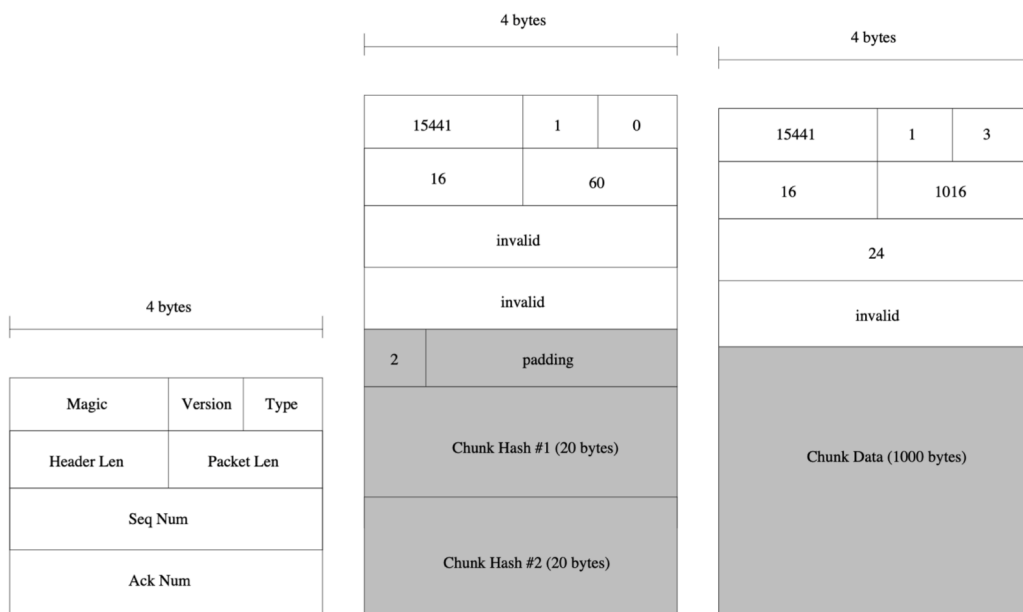 4 bytes
Magic Version Type
Header Len Packet Len
Seq Num
Ack Num
4 bytes
15441 1 0
16 60
invalid
invalid
2 padding
Chunk Hash #1 (20 bytes)
Chunk Hash #2 (20 bytes)
4 bytes
15441 1 3
16 1016
24
invalid
Chunk Data (1000 bytes)